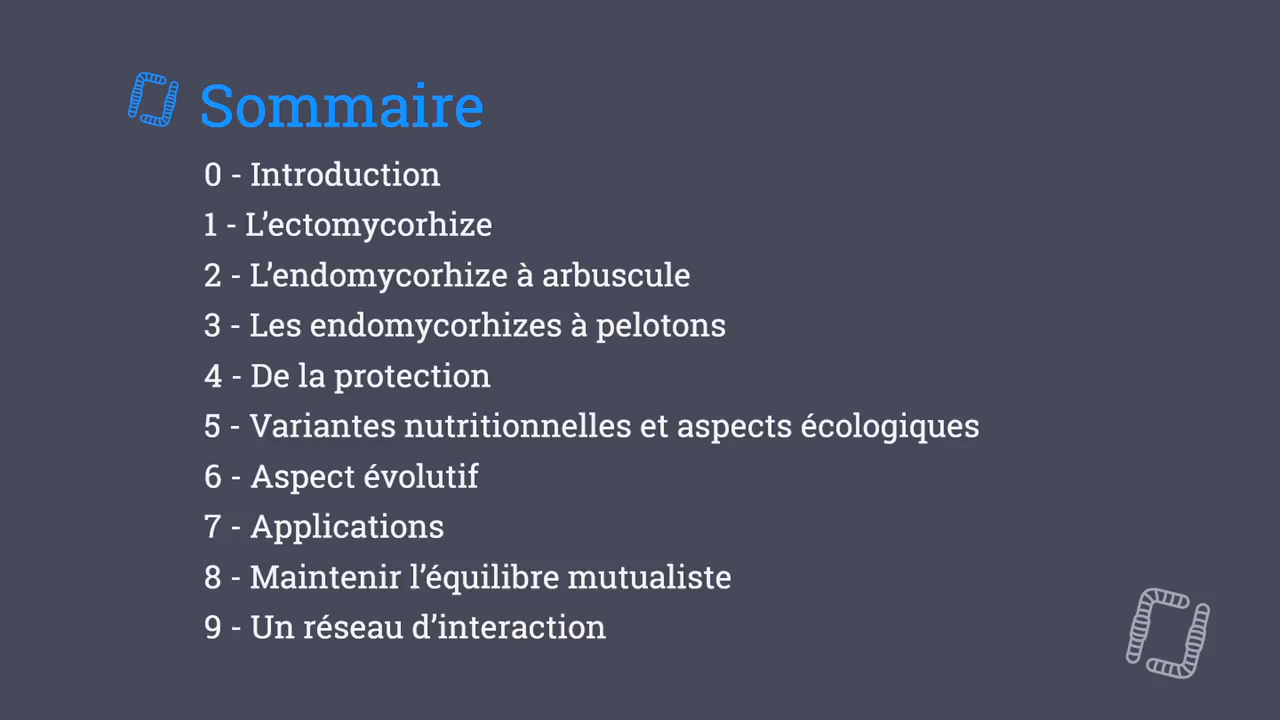 Sommaire
0 - Introduction
1 - L’ectomycorhize
2 - L’endomycorhize à arbuscule
3 - Les endomycorhizes à pelotons
4 - De la protection
5 - Variantes nutritionnelles et aspects écologiques
6 - Aspect évolutif
7 - Applications
8 - Maintenir l’équilibre mutualiste
9 - Un réseau d’interaction